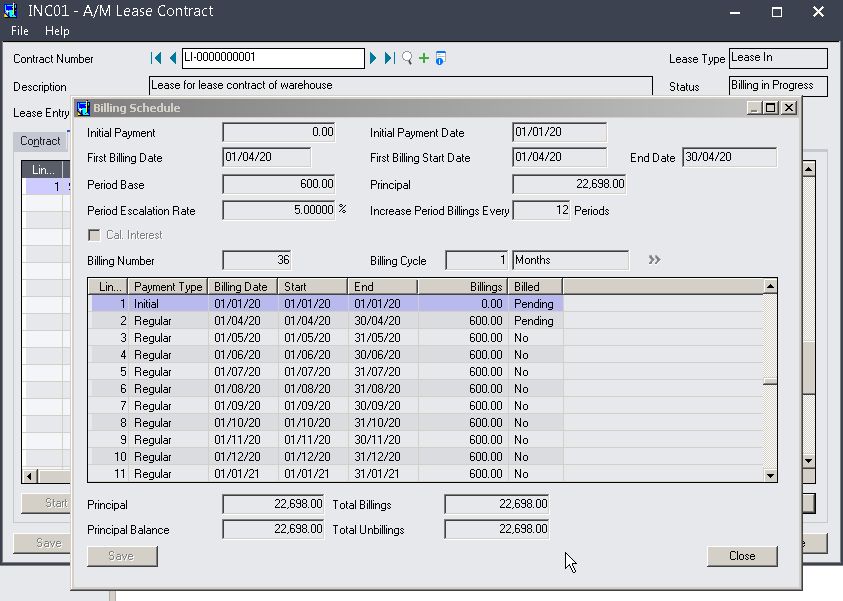 INC01 - A/M Lease Contract
File Help
Contract Number LI-0000000001 Lease Type Lease In
Description Lease for lease contract of warehouse Status Billing in Progress
Lease Entry
Billing Schedule
Contract
Lin...
1
Initial Payment 0.00 Initial Payment Date 01/01/20
First Billing Date 01/04/20 First Billing Start Date 01/04/20 End Date 30/04/20
Period Base 600.00 Principal 22,698.00
Period Escalation Rate 5.00000 % Increase Period Billings Every 12 Periods
Cal. Interest
Billing Number 36 Billing Cycle 1 Months
Lin... Payment Type Billing Date Start End Billings Billed
1 Initial 01/01/20 01/01/20 01/01/20 0.00 Pending
2 Regular 01/04/20 01/04/20 30/04/20 600.00 Pending
3 Regular 01/05/20 01/05/20 31/05/20 600.00 No
4 Regular 01/06/20 01/06/20 30/06/20 600.00 No
5 Regular 01/07/20 01/07/20 31/07/20 600.00 No
6 Regular 01/08/20 01/08/20 31/08/20 600.00 No
7 Regular 01/09/20 01/09/20 30/09/20 600.00 No
8 Regular 01/10/20 01/10/20 31/10/20 600.00 No
9 Regular 01/11/20 01/11/20 30/11/20 600.00 No
10 Regular 01/12/20 01/12/20 31/12/20 600.00 No
11 Regular 01/01/21 01/01/21 31/01/21 600.00 No
Start
Principal 22,698.00 Total Billings 22,698.00
Principal Balance 22,698.00 Total Unbillings 22,698.00
Save
Save Close